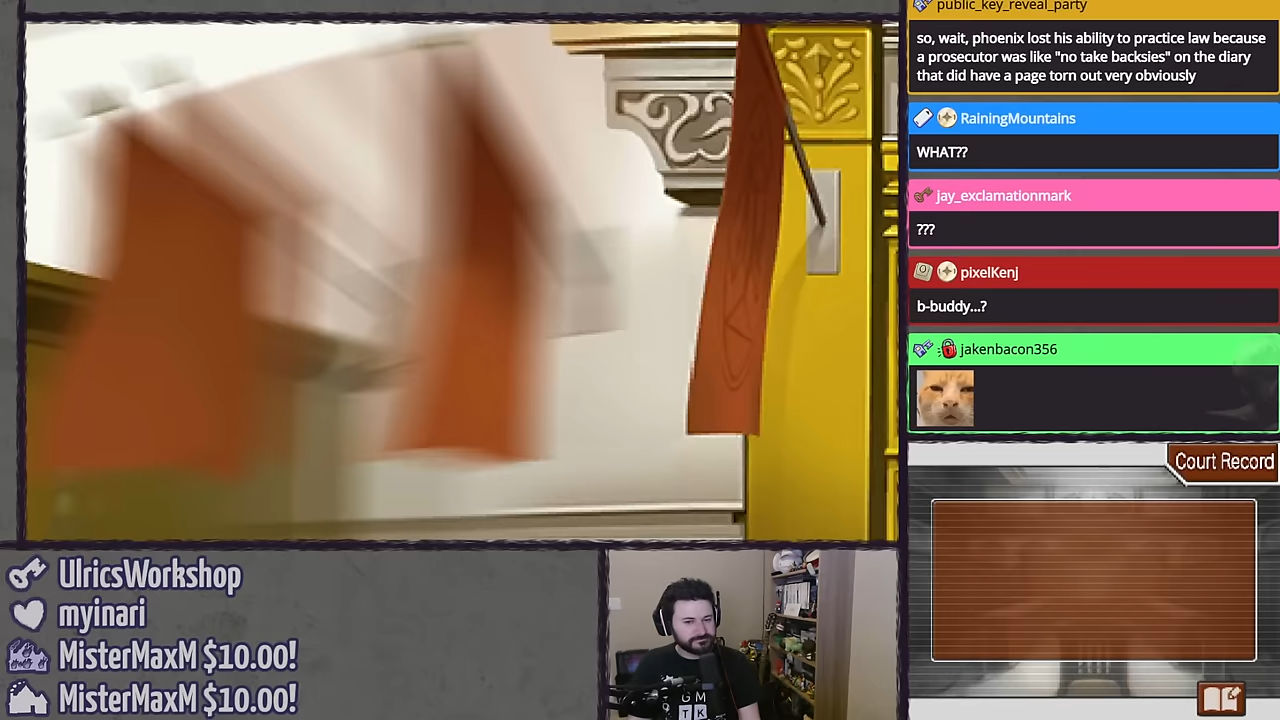 public_key_reveal_party
so, wait, phoenix lost his ability to practice law because
a prosecutor was like "no take backsies" on the diary
that did have a page torn out very obviously
RainingMountains
WHAT??
jay_exclamationmark
???
pixelKenj
b-buddy...?
jakenbacon356
Court Record
UlricsWorkshop
myinari
MisterMaxM $10.00!
MisterMaxM $10.00!
G M
T K